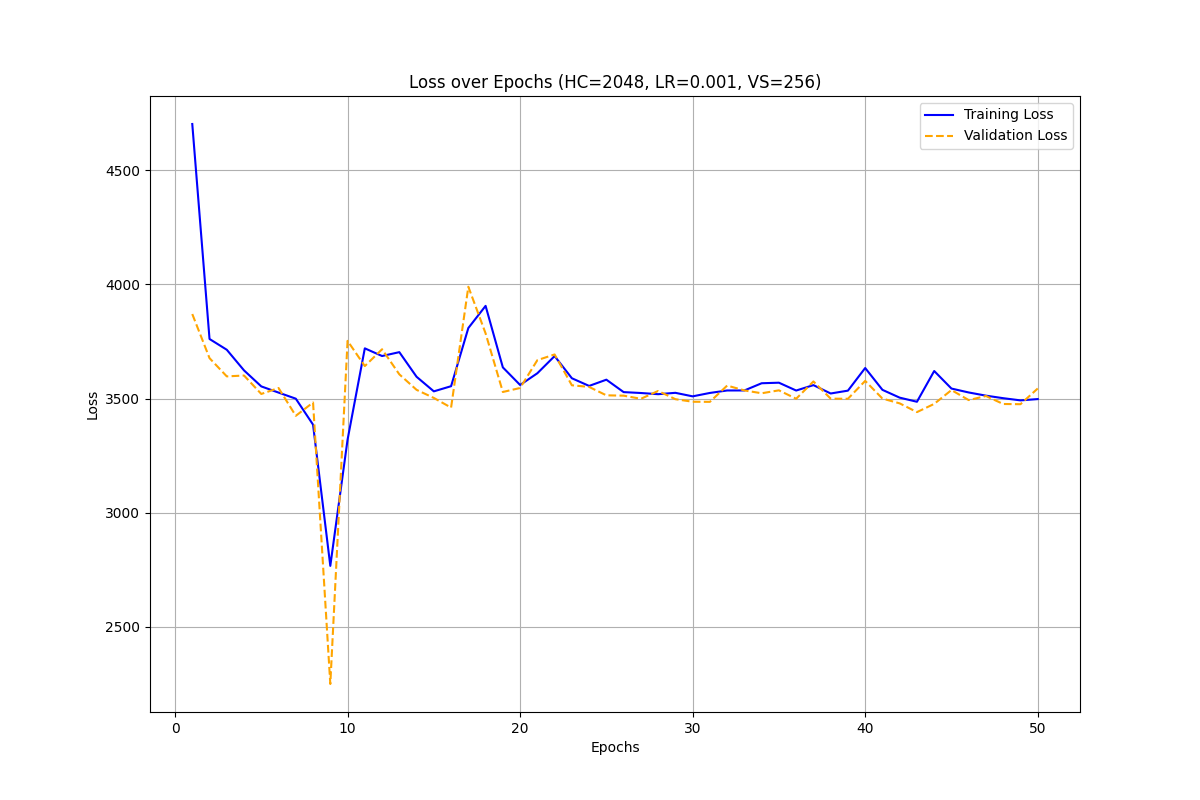 Loss over Epochs (HC=2048, LR=0.001, VS=256)
Training Loss
Validation Loss
4500
4000
3500
3000
2500
Loss
0 10 20 30 40 50
Epochs